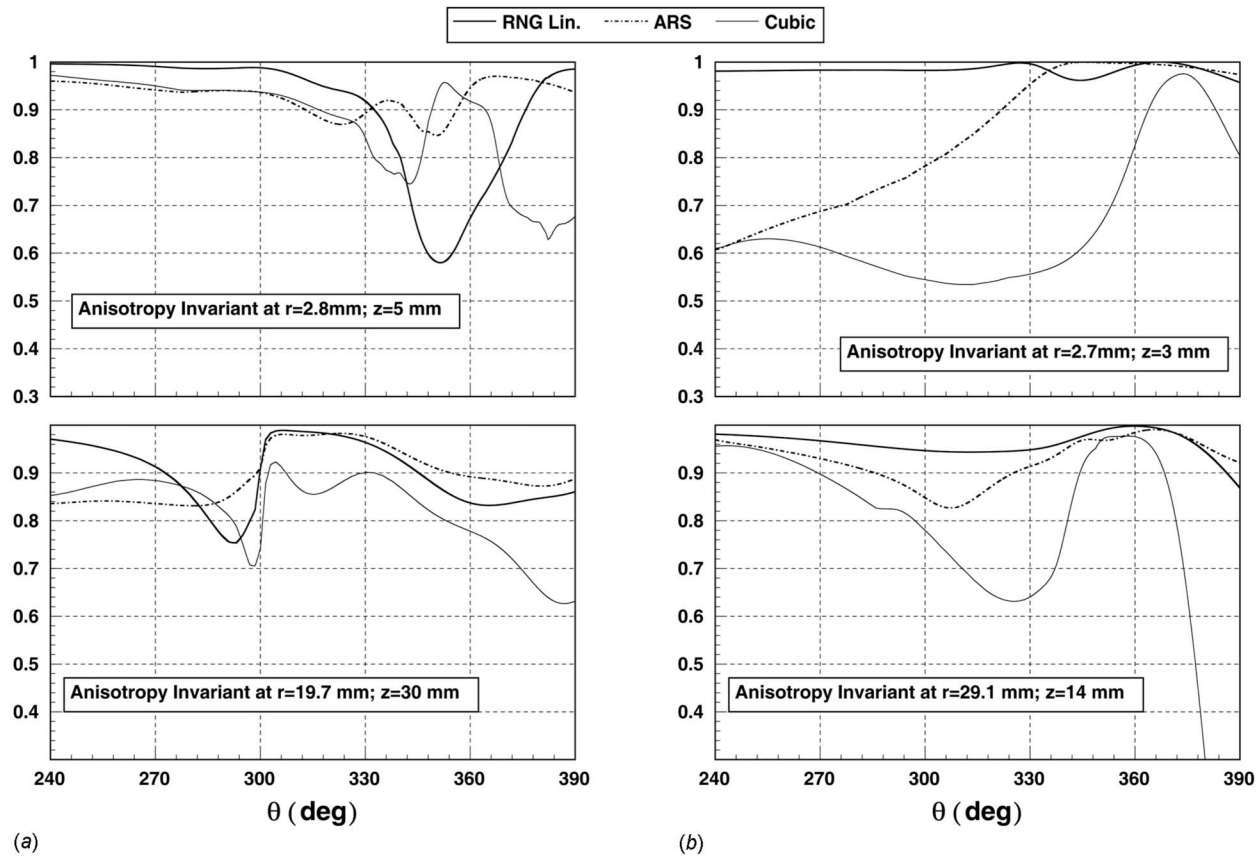 RNG Lin. ARS Cubic
1
0.9
0.8
0.7
0.6
0.5
0.4
0.3
Anisotropy Invariant at r=2.8mm; z=5 mm
1
0.9
0.8
0.7
0.6
0.5
0.4
0.3
Anisotropy Invariant at r=2.7mm; z=3 mm
0.9
0.8
0.7
0.6
0.5
0.4
Anisotropy Invariant at r=19.7 mm; z=30 mm
240 270 300 330 360 390
θ (deg)
(a)
0.9
0.8
0.7
0.6
0.5
0.4
Anisotropy Invariant at r=29.1 mm; z=14 mm
240 270 300 330 360 390
θ (deg)
(b)